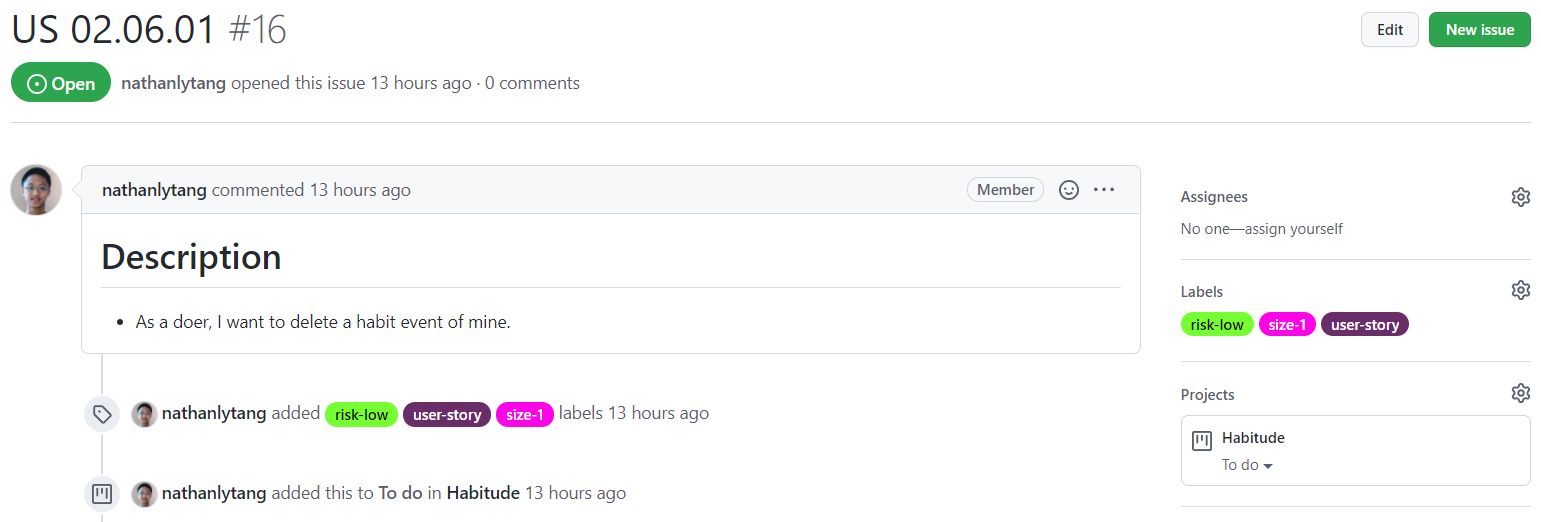 US 02.06.01 #16
Edit
New issue
Open
nathanlytang opened this issue 13 hours ago · 0 comments
nathanlytang commented 13 hours ago
Member
Description
As a doer, I want to delete a habit event of mine.
nathanlytang added risk-low user-story size-1 labels 13 hours ago
nathanlytang added this to To do in Habitude 13 hours ago
Assignees
No one—assign yourself
Labels
risk-low size-1 user-story
Projects
Habitude
To do